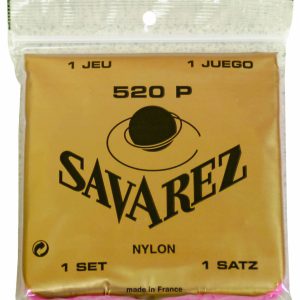 1 JEU 1 JUEGO
520 P
SAVAREZ
NYLON
1 SET 1 SATZ
made in France